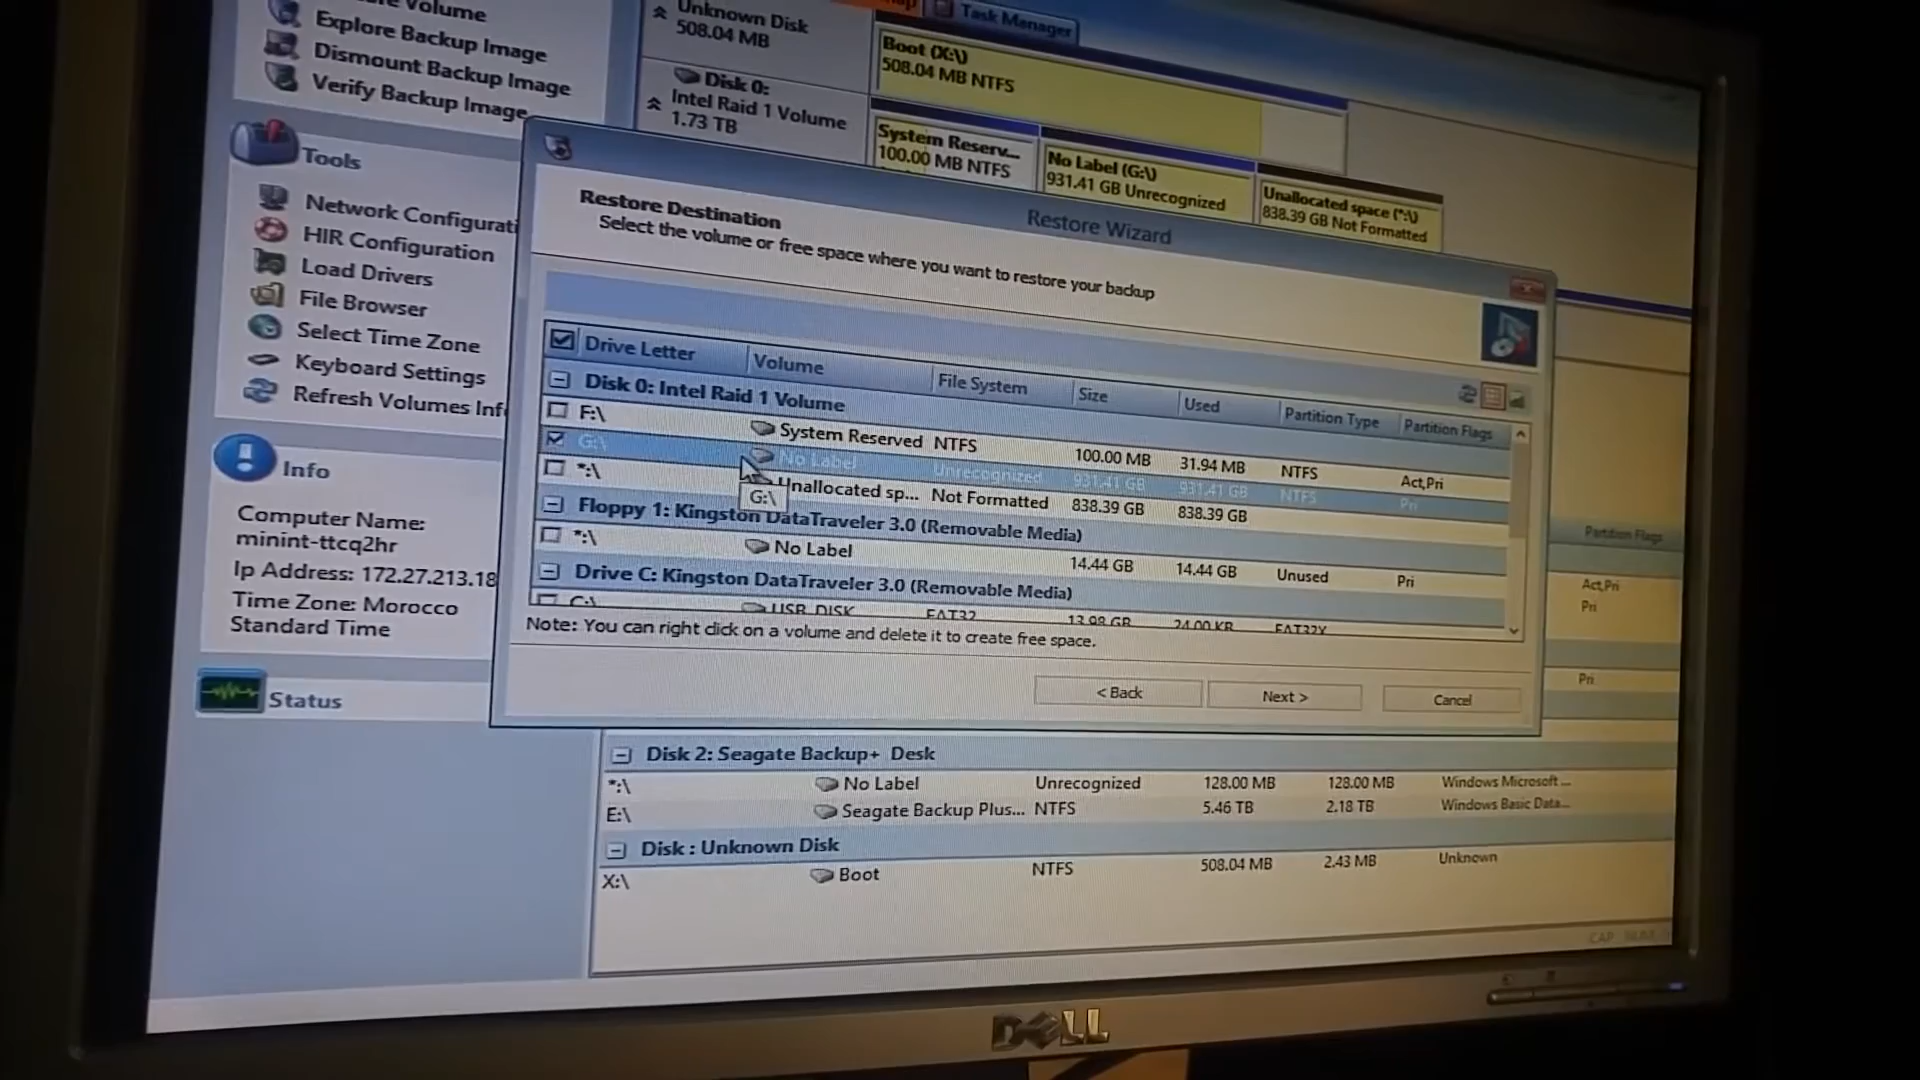 Volume
Explore Backup Image
Dismount Backup Image
Verify Backup Image
Tools
Network Configurati
HIR Configuration
Load Drivers
File Browser
Select Time Zone
Keyboard Settings
Refresh Volumes Inf
Info
Computer Name:
minint-ttcq2hr
Ip Address: 172.27.213.18
Time Zone: Morocco
Standard Time
Status
Task Manager
Unknown Disk
508.04 MB
Boot (X:\)
508.04 MB NTFS
Disk 0:
Intel Raid 1 Volume
1.73 TB
System Reserv...
100.00 MB NTFS
No Label (G:\)
931.41 GB Unrecognized
Unallocated space (*:\)
838.39 GB Not Formatted
Restore Wizard
Restore Destination
Select the volume or free space where you want to restore your backup
Drive Letter Volume File System Size Used Partition Type Partition Flags
Disk 0: Intel Raid 1 Volume
F:\ System Reserved NTFS 100.00 MB 31.94 MB NTFS Act,Pri
G:\ No Label Unrecognized 931.41 GB 931.41 GB NTFS Pri
*:\ Unallocated sp... Not Formatted 838.39 GB 838.39 GB
G:\
Floppy 1: Kingston DataTraveler 3.0 (Removable Media)
*:\ No Label 14.44 GB 14.44 GB Unused Pri
Drive C: Kingston DataTraveler 3.0 (Removable Media)
C:\ USB DISK FAT32 13.98 GB 24.00 KB FAT32X
Note: You can right click on a volume and delete it to create free space.
< Back Next > Cancel
Partition Flags
Act,Pri
Pri
Pri
Disk 2: Seagate Backup+ Desk
*:\ No Label Unrecognized 128.00 MB 128.00 MB Windows Microsoft ...
E:\ Seagate Backup Plus... NTFS 5.46 TB 2.18 TB Windows Basic Data...
Disk : Unknown Disk
X:\ Boot NTFS 508.04 MB 2.43 MB Unknown
CAP NUM
DELL